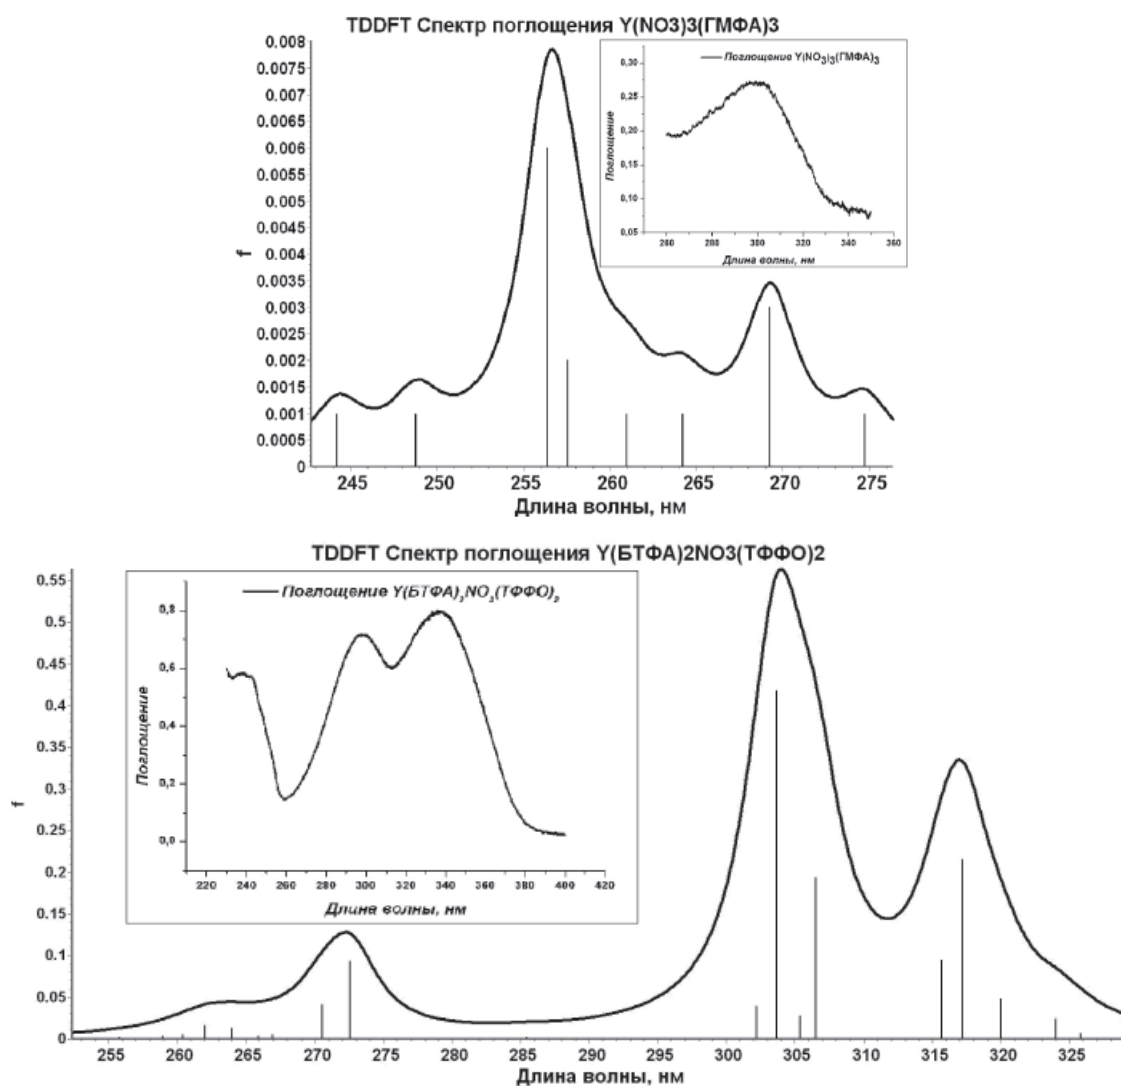 TDDFT Спектр поглощения Y(NO3)3(ГМФА)3
0.008
0.0075
0.007
0.0065
0.006
0.0055
0.005
0.0045
0.004
0.0035
0.003
0.0025
0.002
0.0015
0.001
0.0005
0
f
245 250 255 260 265 270 275
Длина волны, нм
Поглощение Y(NO3)3(ГМФА)3
0,30
0,25
0,20
0,15
0,10
0,05
Поглощение
260 280 300 320 340 360
Длина волны, нм
TDDFT Спектр поглощения Y(БТФА)2NO3(ТФФО)2
0.55
0.5
0.45
0.4
0.35
0.3
0.25
0.2
0.15
0.1
0.05
0
f
255 260 265 270 275 280 285 290 295 300 305 310 315 320 325
Длина волны, нм
Поглощение Y(БТФА)2NO3(ТФФО)2
0,8
0,6
0,4
0,2
0,0
Поглощение
220 240 260 280 300 320 340 360 380 400 420
Длина волны, нм